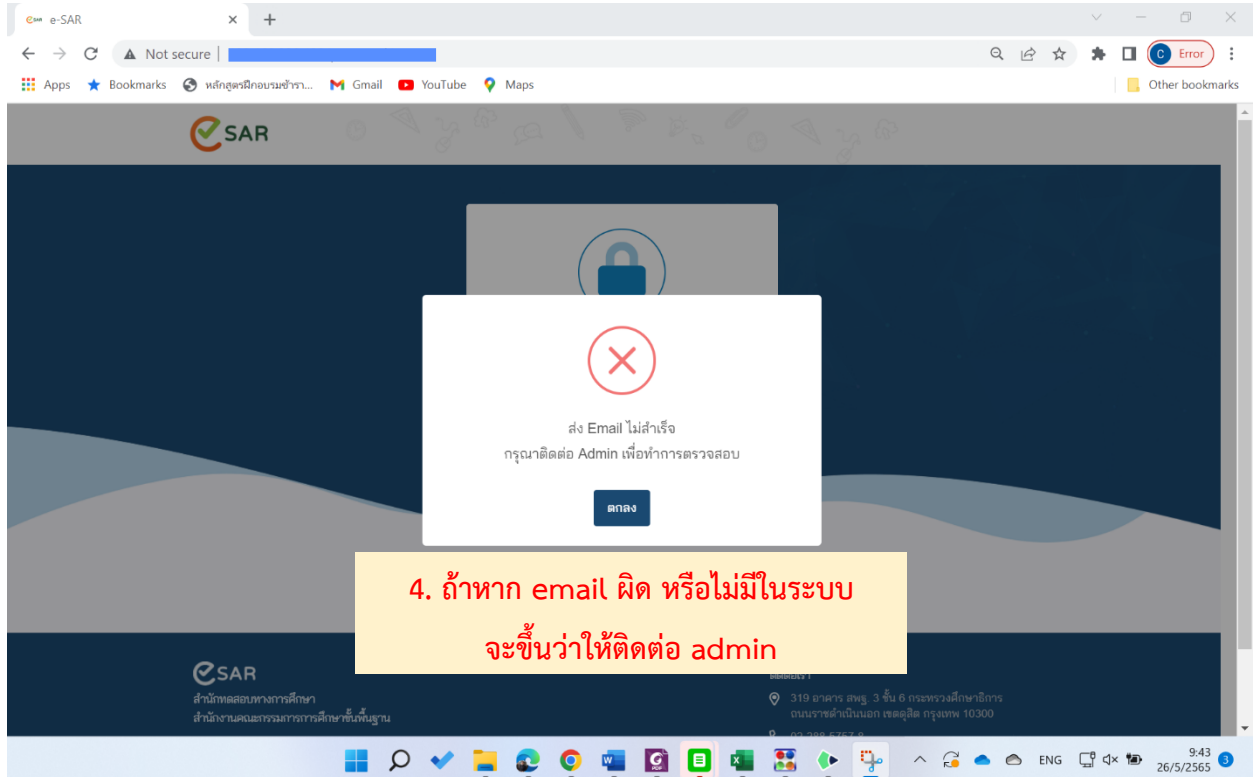 e-SAR
Not secure
Error
Apps
Bookmarks
หลักสูตรฝึกอบรมข้ารา...
Gmail
YouTube
Maps
Other bookmarks
SAR
ส่ง Email ไม่สำเร็จ
กรุณาติดต่อ Admin เพื่อทำการตรวจสอบ
ตกลง
4. ถ้าหาก email ผิด หรือไม่มีในระบบ
จะขึ้นว่าให้ติดต่อ admin
SAR
สำนักทดสอบทางการศึกษา
สำนักงานคณะกรรมการการศึกษาขั้นพื้นฐาน
319 อาคาร สพฐ. 3 ชั้น 6 กระทรวงศึกษาธิการ
ถนนราชดำเนินนอก เขตดุสิต กรุงเทพ 10300
ENG
9:43
26/5/2565
3